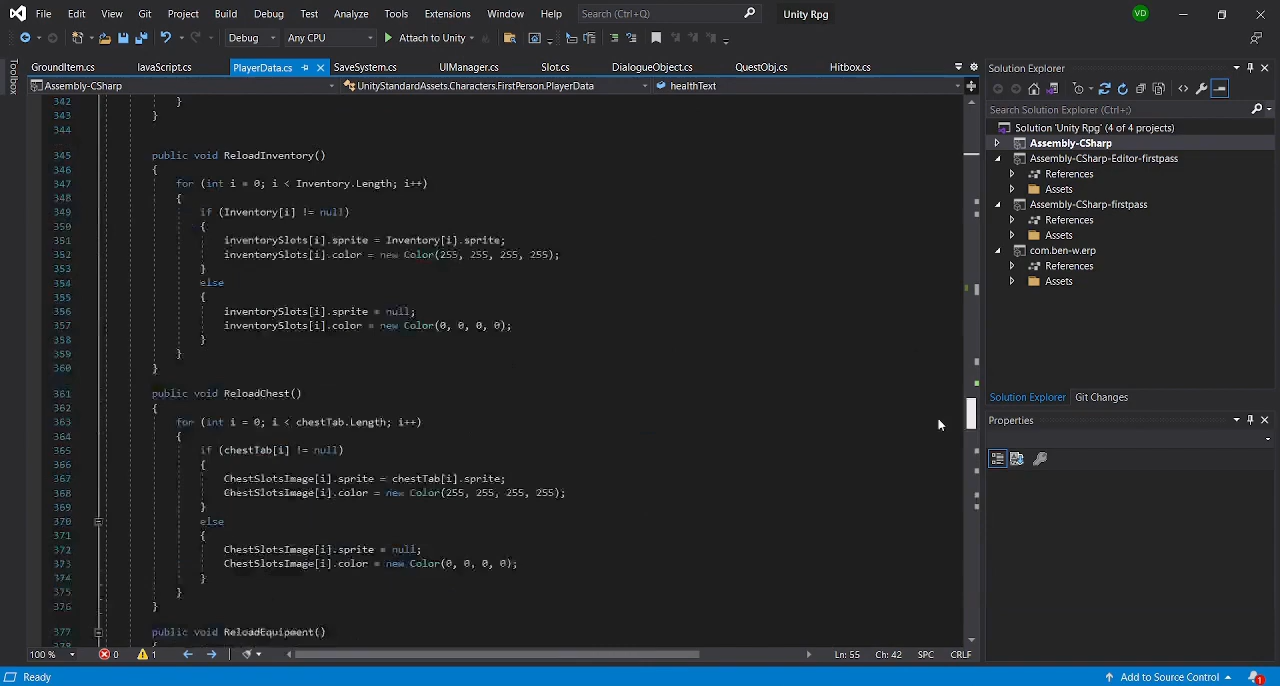 File Edit View Git Project Build Debug Test Analyze Tools Extensions Window Help Search (Ctrl+Q) Unity Rpg VD
Debug Any CPU Attach to Unity
Toolbox
GroundItem.cs lavaScript.cs PlayerData.cs SaveSystem.cs UIManager.cs Slot.cs DialogueObject.cs QuestObj.cs Hitbox.cs
Assembly-CSharp UnityStandardAssets.Characters.FirstPerson.PlayerData healthText
342 }
343 }
344
345 public void ReloadInventory()
346 {
347 for (int i = 0; i < Inventory.Length; i++)
348 {
349 if (Inventory[i] != null)
350 {
351 inventorySlots[i].sprite = Inventory[i].sprite;
352 inventorySlots[i].color = new Color(255, 255, 255, 255);
353 }
354 else
355 {
356 inventorySlots[i].sprite = null;
357 inventorySlots[i].color = new Color(0, 0, 0, 0);
358 }
359 }
360 }
361 public void ReloadChest()
362 {
363 for (int i = 0; i < chestTab.Length; i++)
364 {
365 if (chestTab[i] != null)
366 {
367 ChestSlotsImage[i].sprite = chestTab[i].sprite;
368 ChestSlotsImage[i].color = new Color(255, 255, 255, 255);
369 }
370 else
371 {
372 ChestSlotsImage[i].sprite = null;
373 ChestSlotsImage[i].color = new Color(0, 0, 0, 0);
374 }
375 }
376 }
377 public void ReloadEquipment()
378 {
Solution Explorer
Search Solution Explorer (Ctrl+;)
Solution 'Unity Rpg' (4 of 4 projects)
Assembly-CSharp
Assembly-CSharp-Editor-firstpass
References
Assets
Assembly-CSharp-firstpass
References
Assets
com.ben-w.erp
References
Assets
Solution Explorer Git Changes
Properties
100 % 0 1 Ln: 55 Ch: 42 SPC CRLF
Ready Add to Source Control 1